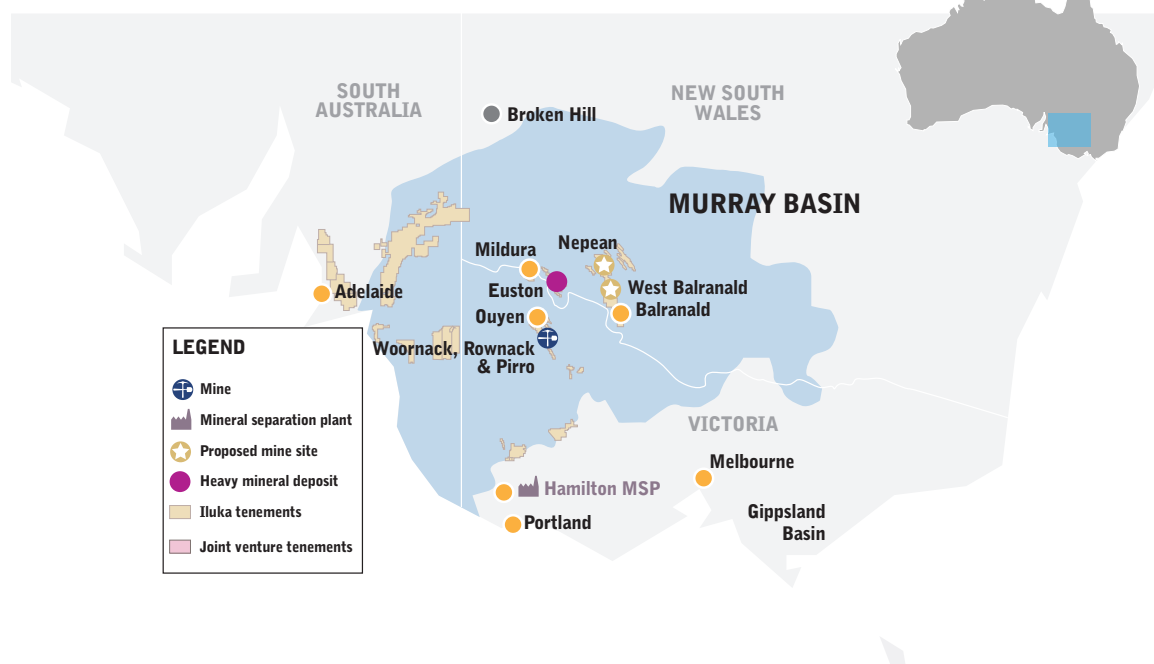 SOUTH
AUSTRALIA
NEW SOUTH
WALES
Broken Hill
MURRAY BASIN
Nepean
Mildura
Euston
West Balranald
Adelaide
Balranald
Ouyen
Woornack, Rownack
& Pirro
LEGEND
Mine
Mineral separation plant
Proposed mine site
Heavy mineral deposit
Iluka tenements
Joint venture tenements
VICTORIA
Melbourne
Hamilton MSP
Gippsland
Basin
Portland